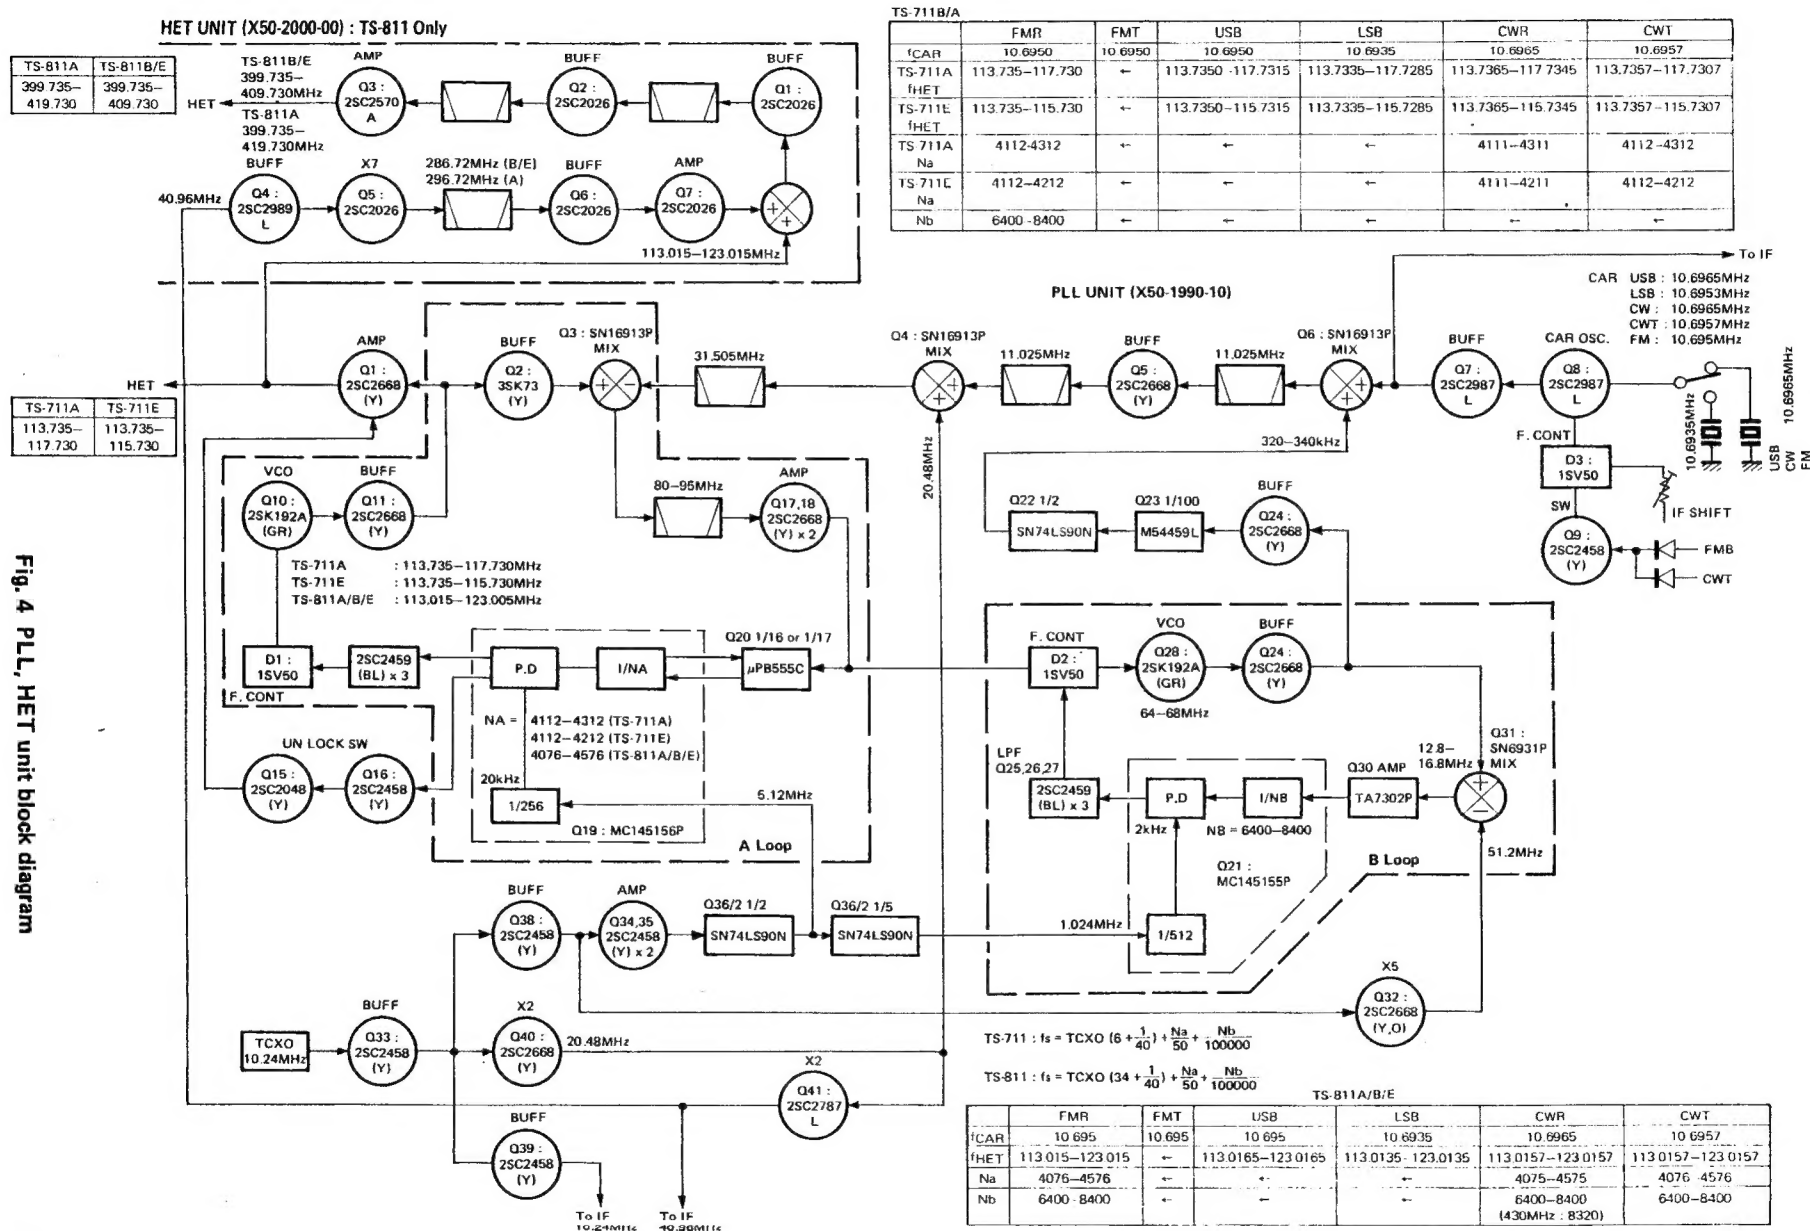 HET UNIT (X50-2000-00) : TS-811 Only
TS-811A TS-811B/E
399.735– 399.735–
419.730 409.730
HET
TS-811B/E
399.735–
409.730MHz
TS-811A
399.735–
419.730MHz
AMP
Q3 :
2SC2570
A
BUFF
Q2 :
2SC2026
BUFF
Q1 :
2SC2026
40.96MHz
BUFF
Q4 :
2SC2989
L
X7
Q5 :
2SC2026
286.72MHz (B/E)
296.72MHz (A)
BUFF
Q6 :
2SC2026
AMP
Q7 :
2SC2026
113.015–123.015MHz
TS-711B/A
FMR FMT USB LSB CWR CWT
fCAR 10.6950 10.6950 10.6950 10.6935 10.6965 10.6957
TS-711A fHET 113.735–117.730 ← 113.7350-117.7315 113.7335–117.7285 113.7365–117.7345 113.7357–117.7307
TS-711E fHET 113.735–115.730 ← 113.7350–115.7315 113.7335–115.7285 113.7365–115.7345 113.7357–115.7307
TS 711A Na 4112-4312 ← ← ← 4111–4311 4112-4312
TS-711E Na 4112–4212 ← ← ← 4111–4211 4112–4212
Nb 6400-8400 ← ← ← ← ←
PLL UNIT (X50-1990-10)
To IF
CAR USB : 10.6965MHz
LSB : 10.6953MHz
CW : 10.6965MHz
CWT : 10.6957MHz
FM : 10.695MHz
HET
TS-711A TS-711E
113.735– 113.735–
117.730 115.730
AMP
Q1 :
2SC2668
(Y)
BUFF
Q2 :
3SK73
(Y)
Q3 : SN16913P
MIX
31.505MHz
Q4 : SN16913P
MIX
11.025MHz
BUFF
Q5 :
2SC2668
(Y)
11.025MHz
Q6 : SN16913P
MIX
BUFF
Q7 :
2SC2987
L
CAR OSC.
Q8 :
2SC2987
L
10.6935MHz
10.6965MHz
USB
CW
FM
F. CONT
D3 :
1SV50
IF SHIFT
SW
Q9 :
2SC2458
(Y)
FMB
CWT
320–340kHz
20.48MHz
Q22 1/2
SN74LS90N
Q23 1/100
M54459L
BUFF
Q24 :
2SC2668
(Y)
VCO
Q10 :
2SK192A
(GR)
BUFF
Q11 :
2SC2668
(Y)
80–95MHz
AMP
Q17,18
2SC2668
(Y) x 2
TS-711A : 113.735–117.730MHz
TS-711E : 113.735–115.730MHz
TS-811A/B/E : 113.015–123.005MHz
D1 :
1SV50
F. CONT
2SC2459
(BL) x 3
P.D
I/NA
Q20 1/16 or 1/17
μPB555C
NA = 4112–4312 (TS-711A)
4112–4212 (TS-711E)
4076–4576 (TS-811A/B/E)
20kHz
1/256
5.12MHz
Q19 : MC145156P
A Loop
UN LOCK SW
Q15 :
2SC2048
(Y)
Q16 :
2SC2458
(Y)
F. CONT
D2 :
1SV50
VCO
Q28 :
2SK192A
(GR)
64–68MHz
BUFF
Q24 :
2SC2668
(Y)
Q31 :
SN6931P
MIX
12.8–
16.8MHz
LPF
Q25,26,27
2SC2459
(BL) x 3
P.D
I/NB
Q30 AMP
TA7302P
2kHz
NB = 6400–8400
Q21 :
MC145155P
51.2MHz
B Loop
1/512
1.024MHz
BUFF
Q38 :
2SC2458
(Y)
AMP
Q34,35
2SC2458
(Y) x 2
Q36/2 1/2
SN74LS90N
Q36/2 1/5
SN74LS90N
X5
Q32 :
2SC2668
(Y,O)
TCXO
10.24MHz
BUFF
Q33 :
2SC2458
(Y)
X2
Q40 :
2SC2668
(Y)
20.48MHz
X2
Q41 :
2SC2787
L
BUFF
Q39 :
2SC2458
(Y)
To IF
10.24MHz
To IF
40.96MHz
TS-711 : fs = TCXO (6 + 1/40) + Na/50 + Nb/100000
TS-811 : fs = TCXO (34 + 1/40) + Na/50 + Nb/100000
TS-811A/B/E
FMR FMT USB LSB CWR CWT
fCAR 10 695 10.695 10 695 10 6935 10.6965 10.6957
fHET 113 015–123 015 ← 113.0165–123 0165 113.0135-123.0135 113.0157–123 0157 113 0157–123 0157
Na 4076–4576 ← ← ← 4075–4575 4076 4576
Nb 6400-8400 ← ← ← 6400–8400 6400–8400
(430MHz : 8320)
Fig. 4 PLL, HET unit block diagram